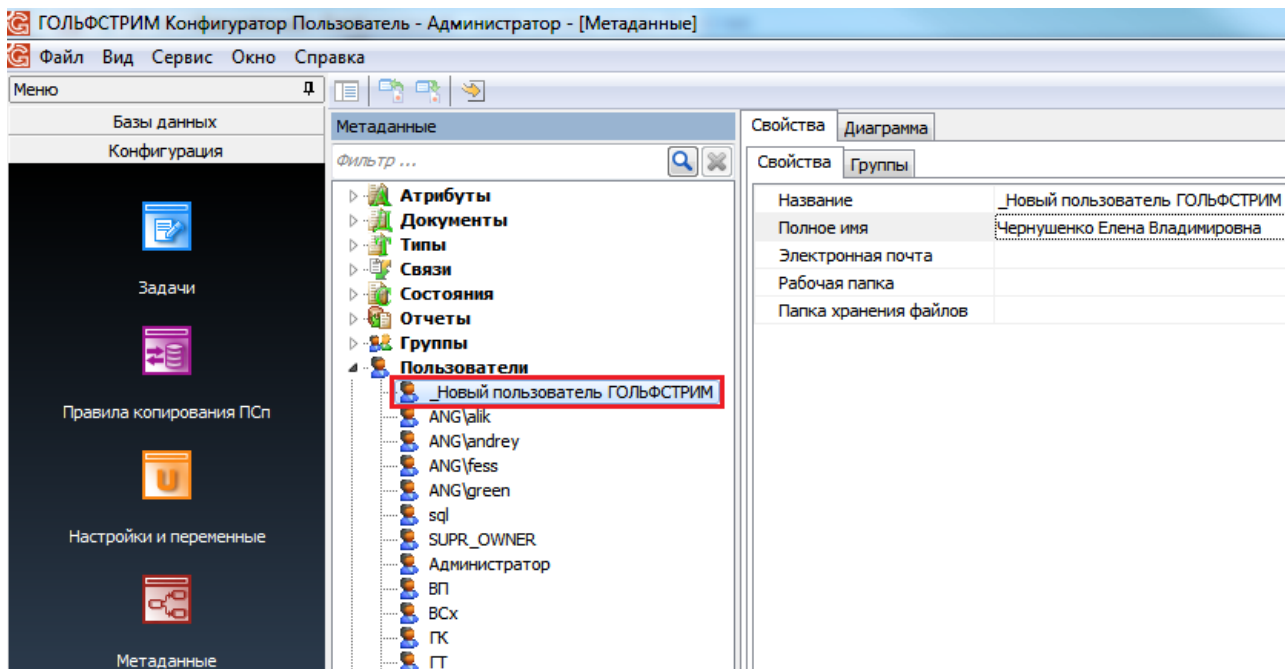 ГОЛЬФСТРИМ Конфигуратор Пользователь - Администратор - [Метаданные]
Файл Вид Сервис Окно Справка
Меню
Базы данных
Конфигурация
Задачи
Правила копирования ПСп
Настройки и переменные
Метаданные
Метаданные
Фильтр ...
Атрибуты
Документы
Типы
Связи
Состояния
Отчеты
Группы
Пользователи
_Новый пользователь ГОЛЬФСТРИМ
ANG\alik
ANG\andrey
ANG\fess
ANG\green
sql
SUPR_OWNER
Администратор
ВП
ВСх
ГК
ГТ
Свойства Диаграмма
Свойства Группы
Название _Новый пользователь ГОЛЬФСТРИМ
Полное имя Чернушенко Елена Владимировна
Электронная почта
Рабочая папка
Папка хранения файлов